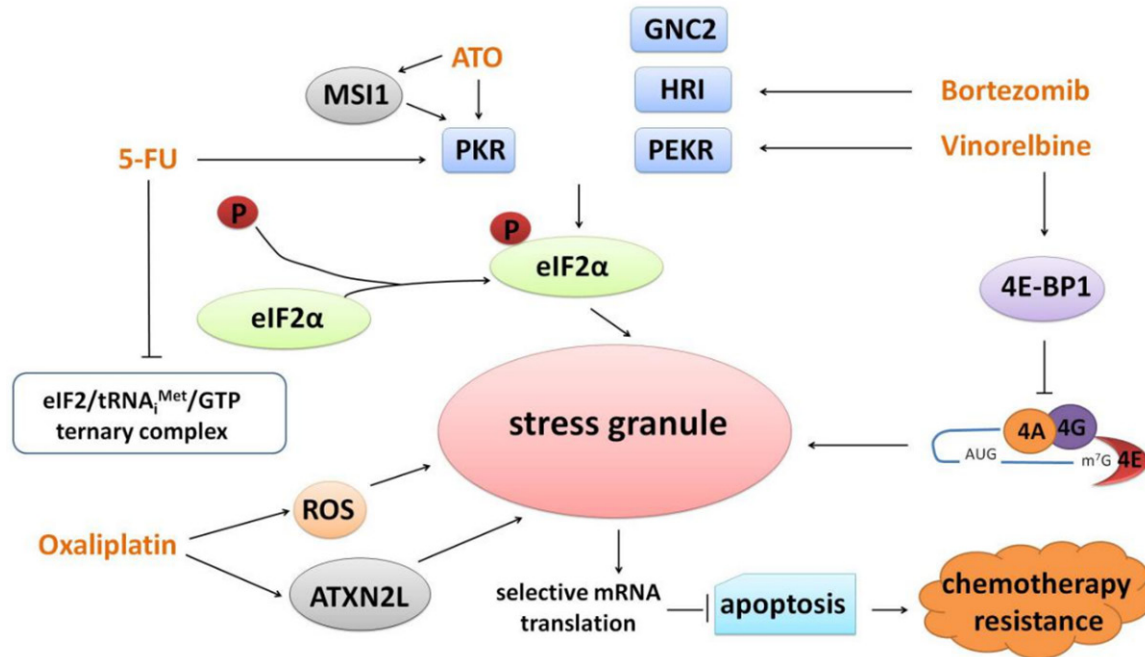 GNC2
ATO
MSI1
HRI
Bortezomib
5-FU
PKR
PEKR
Vinorelbine
P
P
eIF2α
eIF2α
4E-BP1
eIF2/tRNAᵢᴹᵉᵗ/GTP
ternary complex
stress granule
4A
4G
AUG
m⁷G
4E
ROS
Oxaliplatin
ATXN2L
selective mRNA
translation
apoptosis
chemotherapy
resistance